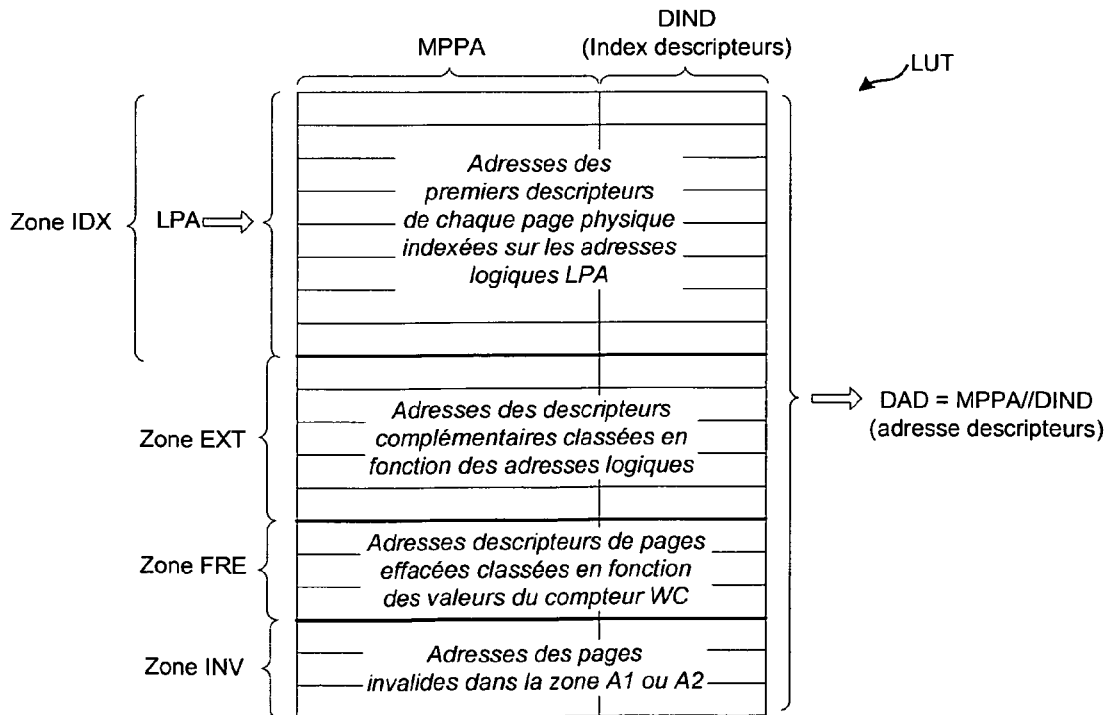 DIND
MPPA
(Index descripteurs)
LUT
Zone IDX
LPA
Adresses des
premiers descripteurs
de chaque page physique
indexées sur les adresses
logiques LPA
Zone EXT
Adresses des descripteurs
complémentaires classées en
fonction des adresses logiques
DAD = MPPA//DIND
(adresse descripteurs)
Zone FRE
Adresses descripteurs de pages
effacées classées en fonction
des valeurs du compteur WC
Zone INV
Adresses des pages
invalides dans la zone A1 ou A2